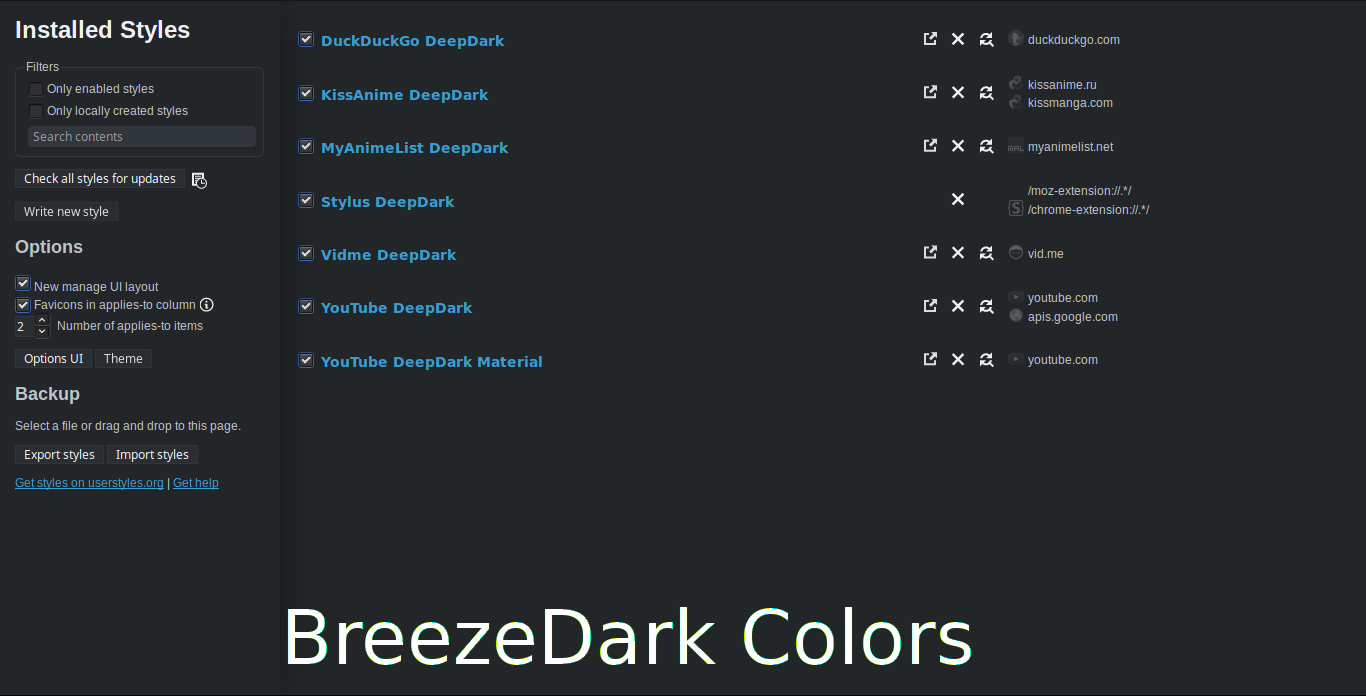 Installed Styles
Filters
Only enabled styles
Only locally created styles
Search contents
Check all styles for updates
Write new style
Options
New manage UI layout
Favicons in applies-to column
2 Number of applies-to items
Options UI Theme
Backup
Select a file or drag and drop to this page.
Export styles Import styles
Get styles on userstyles.org | Get help
DuckDuckGo DeepDark duckduckgo.com
KissAnime DeepDark kissanime.ru
kissmanga.com
MyAnimeList DeepDark MAL myanimelist.net
Stylus DeepDark /moz-extension://.*/
S /chrome-extension://.*/
Vidme DeepDark vid.me
YouTube DeepDark youtube.com
apis.google.com
YouTube DeepDark Material youtube.com
BreezeDark Colors